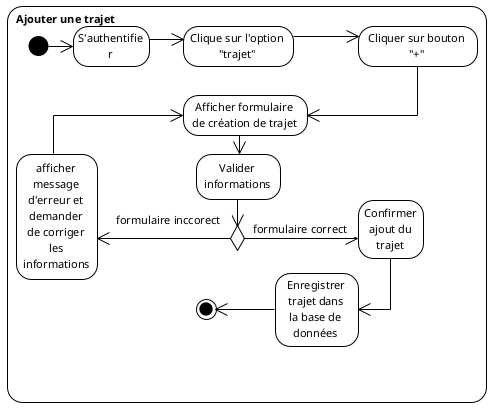 Ajouter une trajet
S'authentifie
r
Clique sur l'option
"trajet"
Cliquer sur bouton
"+"
Afficher formulaire
de création de trajet
Valider
informations
afficher
message
d'erreur et
demander
de corriger
les
informations
formulaire inccorect
formulaire correct
Confirmer
ajout du
trajet
Enregistrer
trajet dans
la base de
données